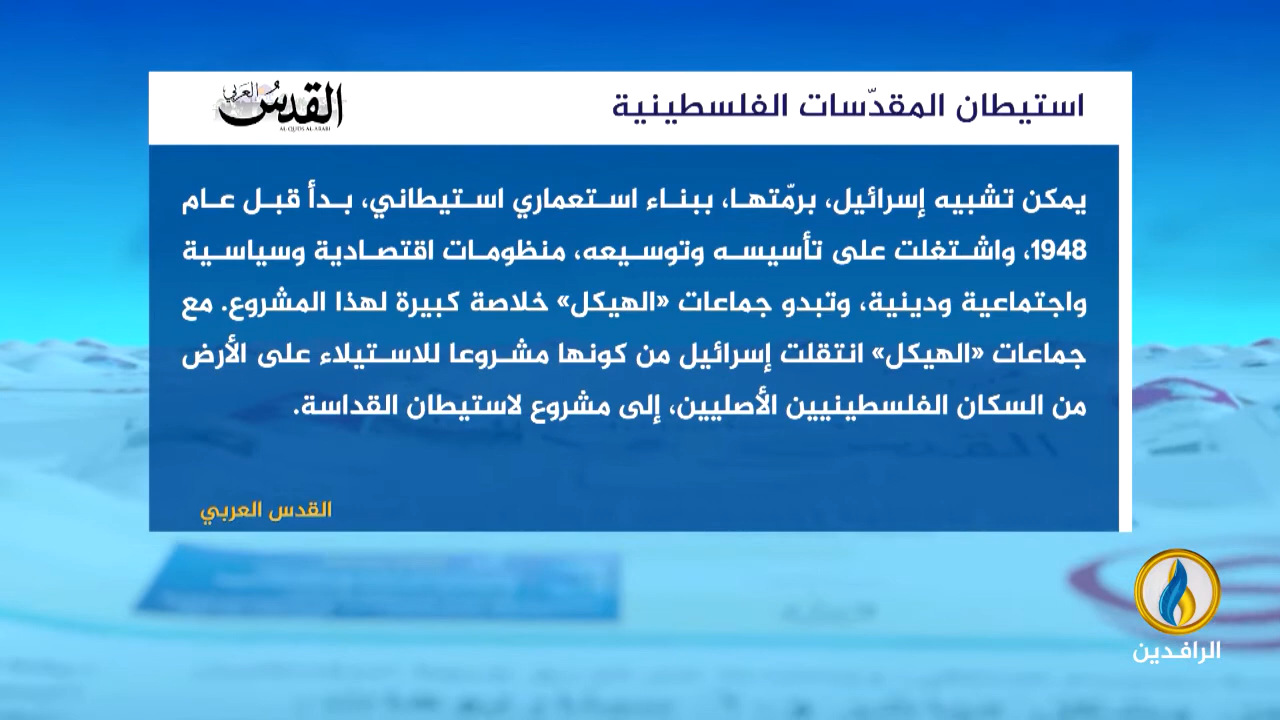 استيطان المقدّسات الفلسطينية
القدس العربي
AL-QUDS AL-ARABI
يمكن تشبيه إسرائيل، برمّتها، ببناء استعماري استيطاني، بدأ قبل عام
1948، واشتغلت على تأسيسه وتوسيعه، منظومات اقتصادية وسياسية
واجتماعية ودينية، وتبدو جماعات «الهيكل» خلاصة كبيرة لهذا المشروع. مع
جماعات «الهيكل» انتقلت إسرائيل من كونها مشروعا للاستيلاء على الأرض
من السكان الفلسطينيين الأصليين، إلى مشروع لاستيطان القداسة.
القدس العربي
الرافدين